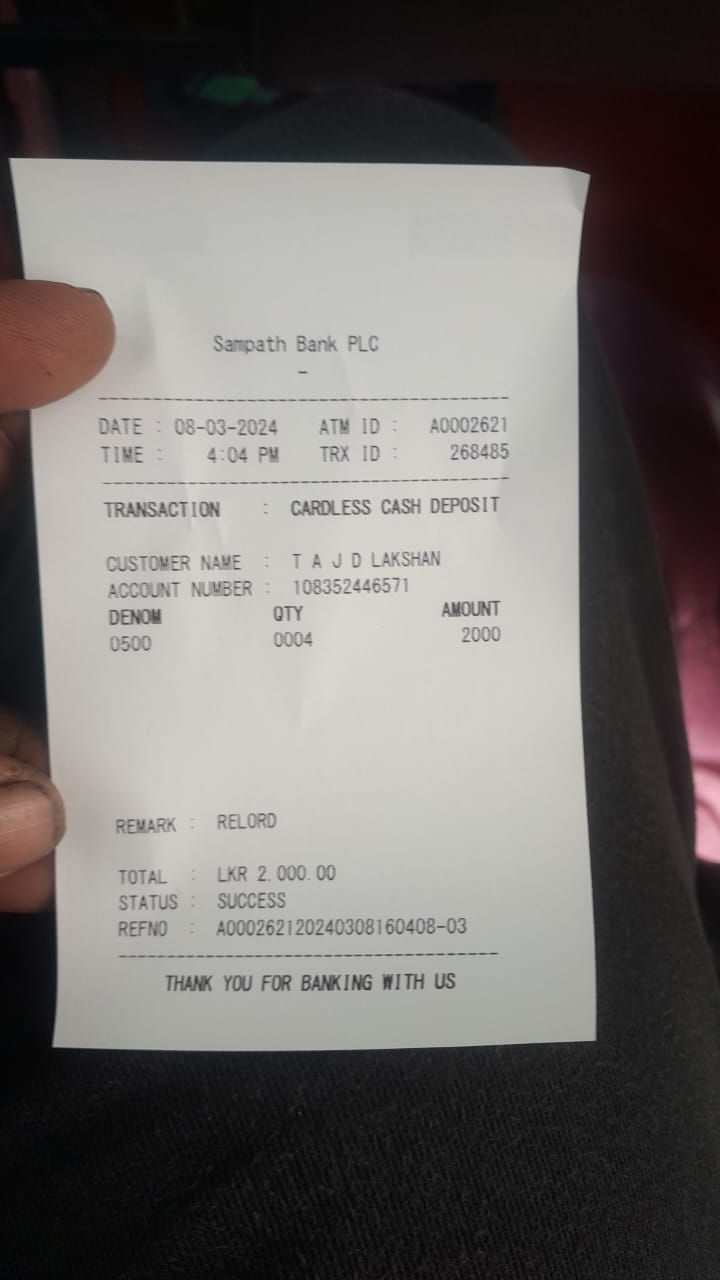 Sampath Bank PLC
-
DATE : 08-03-2024 ATM ID : A0002621
TIME : 4:04 PM TRX ID : 268485
TRANSACTION : CARDLESS CASH DEPOSIT
CUSTOMER NAME : T A J D LAKSHAN
ACCOUNT NUMBER : 108352446571
DENOM QTY AMOUNT
0500 0004 2000
REMARK : RELORD
TOTAL : LKR 2,000.00
STATUS : SUCCESS
REFNO : A000262120240308160408-03
THANK YOU FOR BANKING WITH US